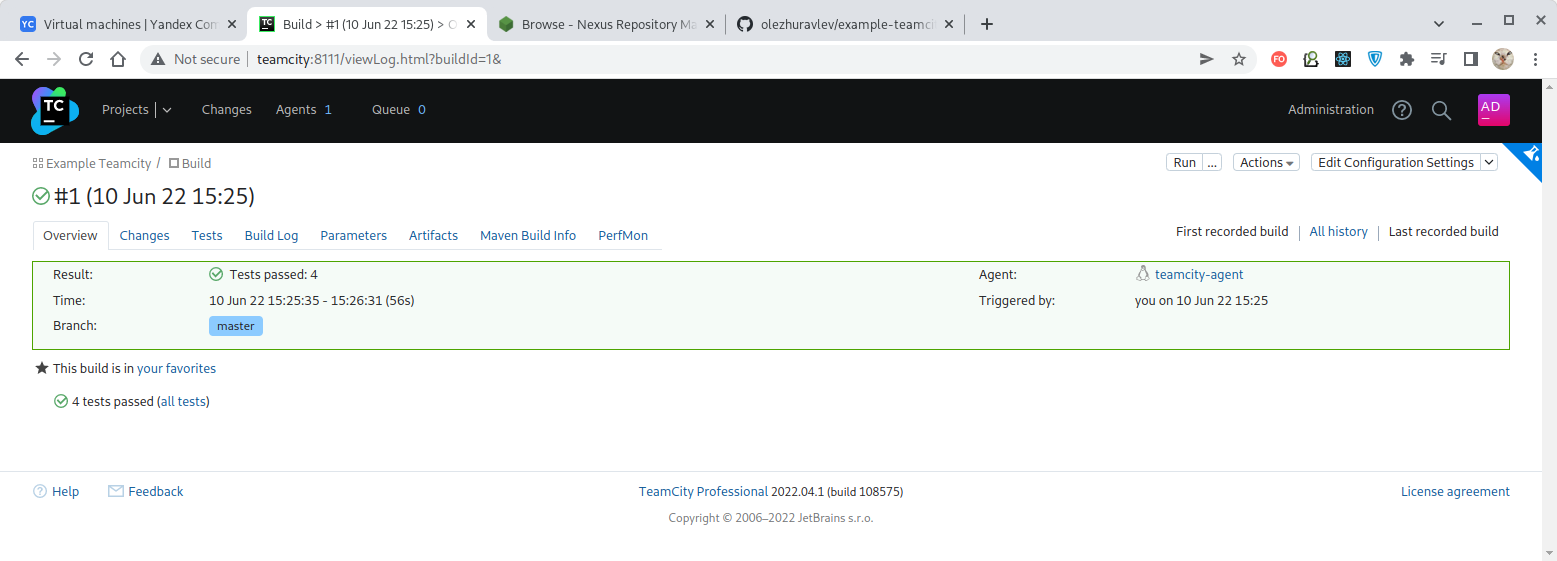 YC Virtual machines | Yandex Com
TC Build > #1 (10 Jun 22 15:25) > O
Browse - Nexus Repository Ma
olezhuravlev/example-teamci
Not secure | teamcity:8111/viewLog.html?buildId=1&
FO
TC Projects Changes Agents 1 Queue 0 Administration ? AD
Example Teamcity / Build Run ... Actions Edit Configuration Settings
#1 (10 Jun 22 15:25)
Overview Changes Tests Build Log Parameters Artifacts Maven Build Info PerfMon First recorded build | All history | Last recorded build
Result: Tests passed: 4 Agent: teamcity-agent
Time: 10 Jun 22 15:25:35 - 15:26:31 (56s) Triggered by: you on 10 Jun 22 15:25
Branch: master
This build is in your favorites
4 tests passed (all tests)
? Help Feedback TeamCity Professional 2022.04.1 (build 108575) License agreement
Copyright © 2006–2022 JetBrains s.r.o.